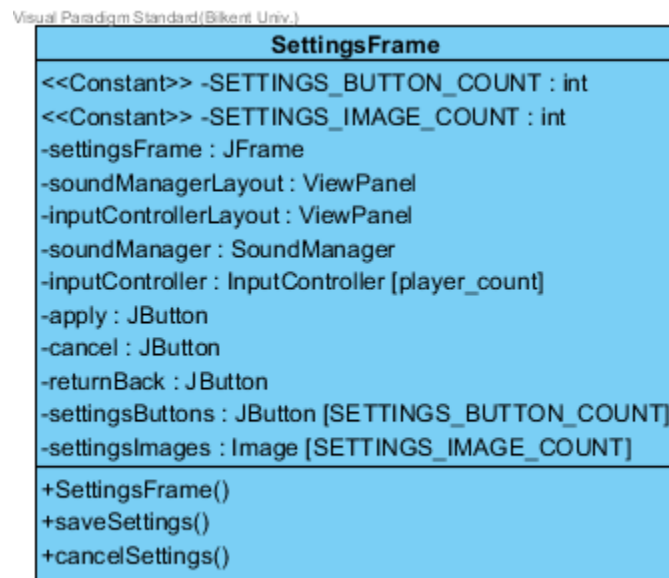 Visual Paradigm Standard(Bilkent Univ.)
SettingsFrame
<<Constant>> -SETTINGS_BUTTON_COUNT : int
<<Constant>> -SETTINGS_IMAGE_COUNT : int
-settingsFrame : JFrame
-soundManagerLayout : ViewPanel
-inputControllerLayout : ViewPanel
-soundManager : SoundManager
-inputController : InputController [player_count]
-apply : JButton
-cancel : JButton
-returnBack : JButton
-settingsButtons : JButton [SETTINGS_BUTTON_COUNT]
-settingsImages : Image [SETTINGS_IMAGE_COUNT]
+SettingsFrame()
+saveSettings()
+cancelSettings()